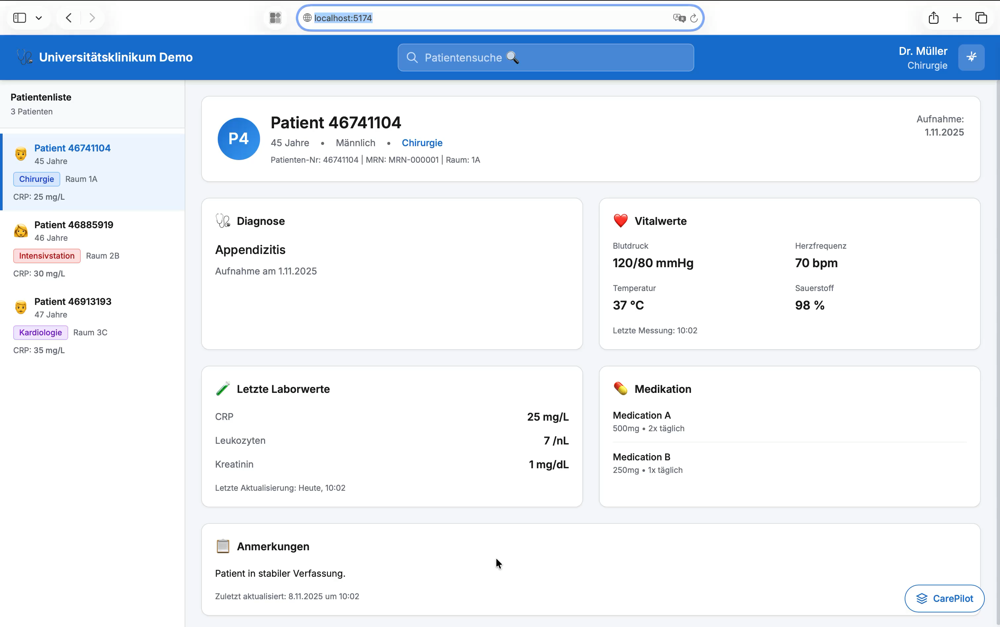 localhost:5174
Universitätsklinikum Demo
Patientensuche 🔍
Dr. Müller
Chirurgie
Patientenliste
3 Patienten
Patient 46741104
45 Jahre
Chirurgie Raum 1A
CRP: 25 mg/L
Patient 46885919
46 Jahre
Intensivstation Raum 2B
CRP: 30 mg/L
Patient 46913193
47 Jahre
Kardiologie Raum 3C
CRP: 35 mg/L
P4
Patient 46741104
45 Jahre • Männlich • Chirurgie
Patienten-Nr: 46741104 | MRN: MRN-000001 | Raum: 1A
Aufnahme:
1.11.2025
Diagnose
Appendizitis
Aufnahme am 1.11.2025
Vitalwerte
Blutdruck
120/80 mmHg
Herzfrequenz
70 bpm
Temperatur
37 °C
Sauerstoff
98 %
Letzte Messung: 10:02
Letzte Laborwerte
CRP 25 mg/L
Leukozyten 7 /nL
Kreatinin 1 mg/dL
Letzte Aktualisierung: Heute, 10:02
Medikation
Medication A
500mg • 2x täglich
Medication B
250mg • 1x täglich
Anmerkungen
Patient in stabiler Verfassung.
Zuletzt aktualisiert: 8.11.2025 um 10:02
CarePilot